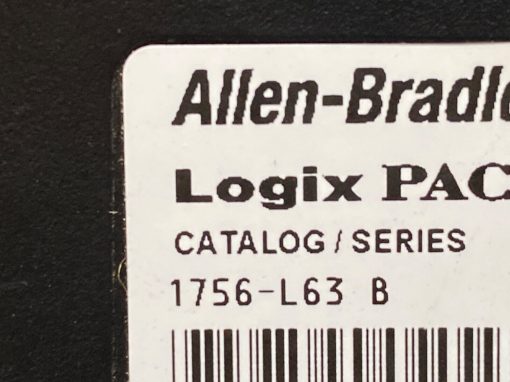 Allen-Bradle
Logix PAC
CATALOG / SERIES
1756-L63 B